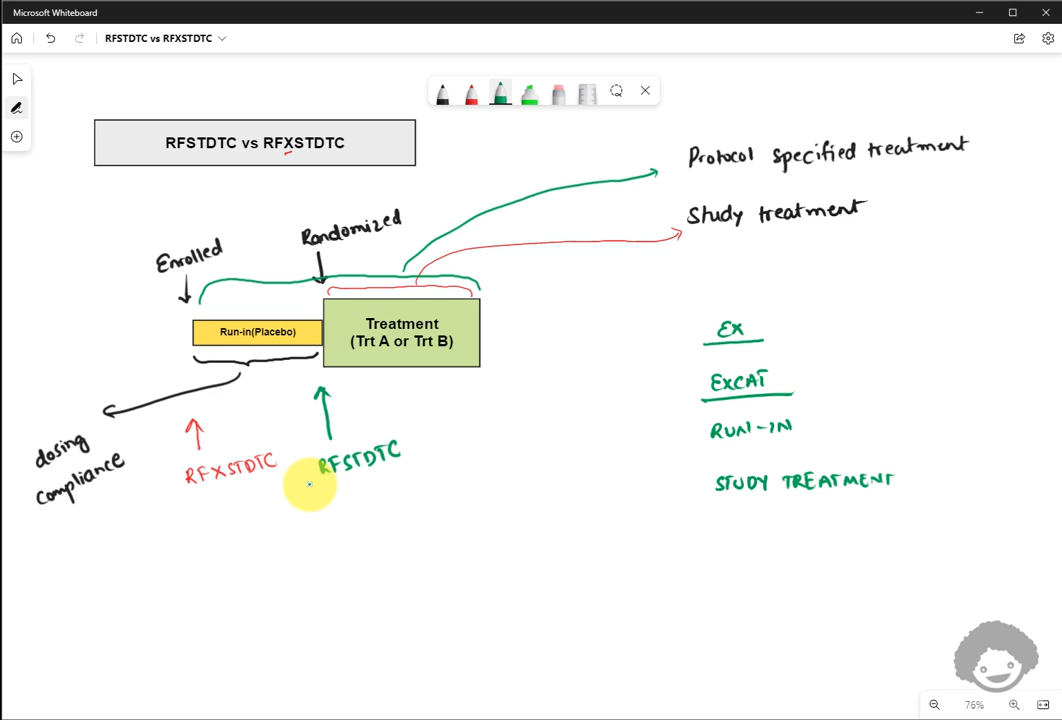 Microsoft Whiteboard
RFSTDTC vs RFXSTDTC
RFSTDTC vs RFXSTDTC
Protocol specified treatment
Study treatment
Enrolled
Randomized
Run-in(Placebo)
Treatment
(Trt A or Trt B)
EX
EXCAT
RUN-IN
STUDY TREATMENT
dosing
compliance
RFXSTDTC
RFSTDTC
76%